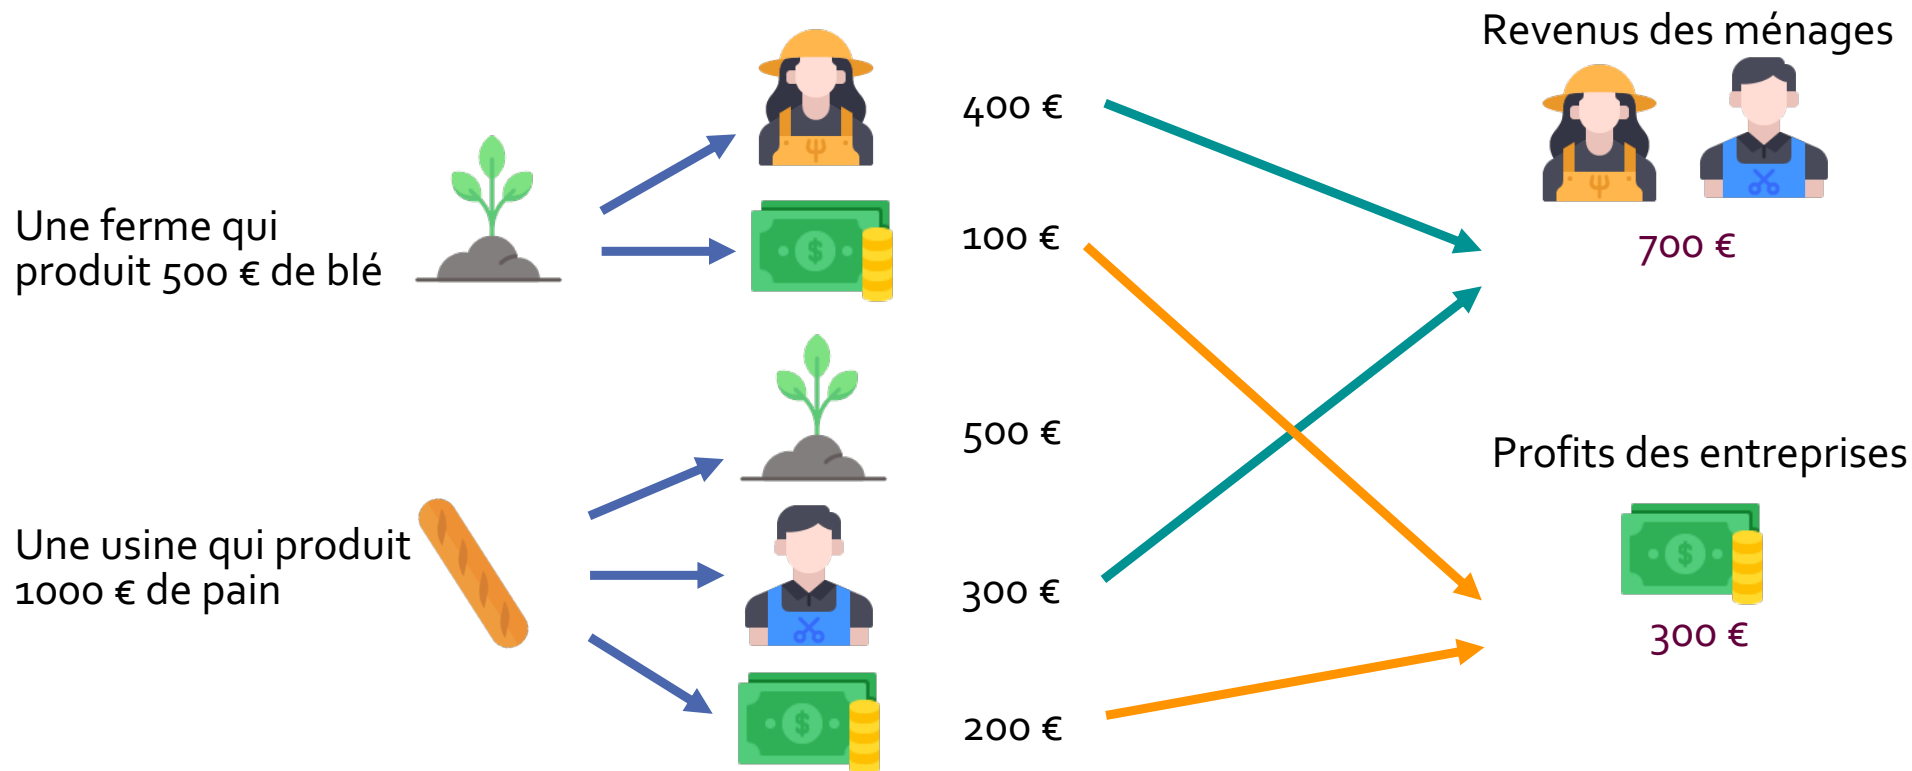 Revenus des ménages
400 €
Une ferme qui
produit 500 € de blé
100 €
700 €
500 €
Profits des entreprises
Une usine qui produit
1000 € de pain
300 €
300 €
200 €